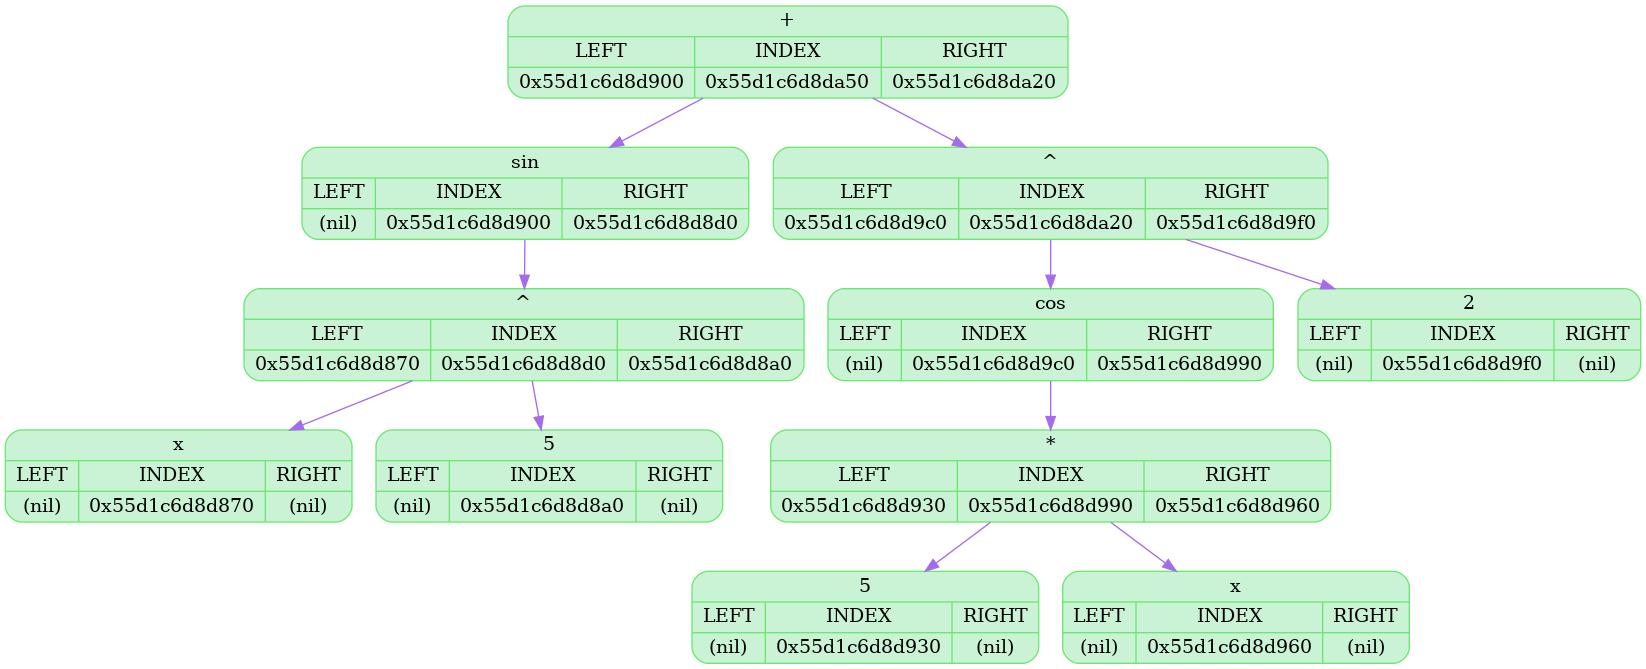 +
LEFT INDEX RIGHT
0x55d1c6d8d900 0x55d1c6d8da50 0x55d1c6d8da20
sin
LEFT INDEX RIGHT
(nil) 0x55d1c6d8d900 0x55d1c6d8d8d0
^
LEFT INDEX RIGHT
0x55d1c6d8d9c0 0x55d1c6d8da20 0x55d1c6d8d9f0
^
LEFT INDEX RIGHT
0x55d1c6d8d870 0x55d1c6d8d8d0 0x55d1c6d8d8a0
cos
LEFT INDEX RIGHT
(nil) 0x55d1c6d8d9c0 0x55d1c6d8d990
2
LEFT INDEX RIGHT
(nil) 0x55d1c6d8d9f0 (nil)
x
LEFT INDEX RIGHT
(nil) 0x55d1c6d8d870 (nil)
5
LEFT INDEX RIGHT
(nil) 0x55d1c6d8d8a0 (nil)
*
LEFT INDEX RIGHT
0x55d1c6d8d930 0x55d1c6d8d990 0x55d1c6d8d960
5
LEFT INDEX RIGHT
(nil) 0x55d1c6d8d930 (nil)
x
LEFT INDEX RIGHT
(nil) 0x55d1c6d8d960 (nil)